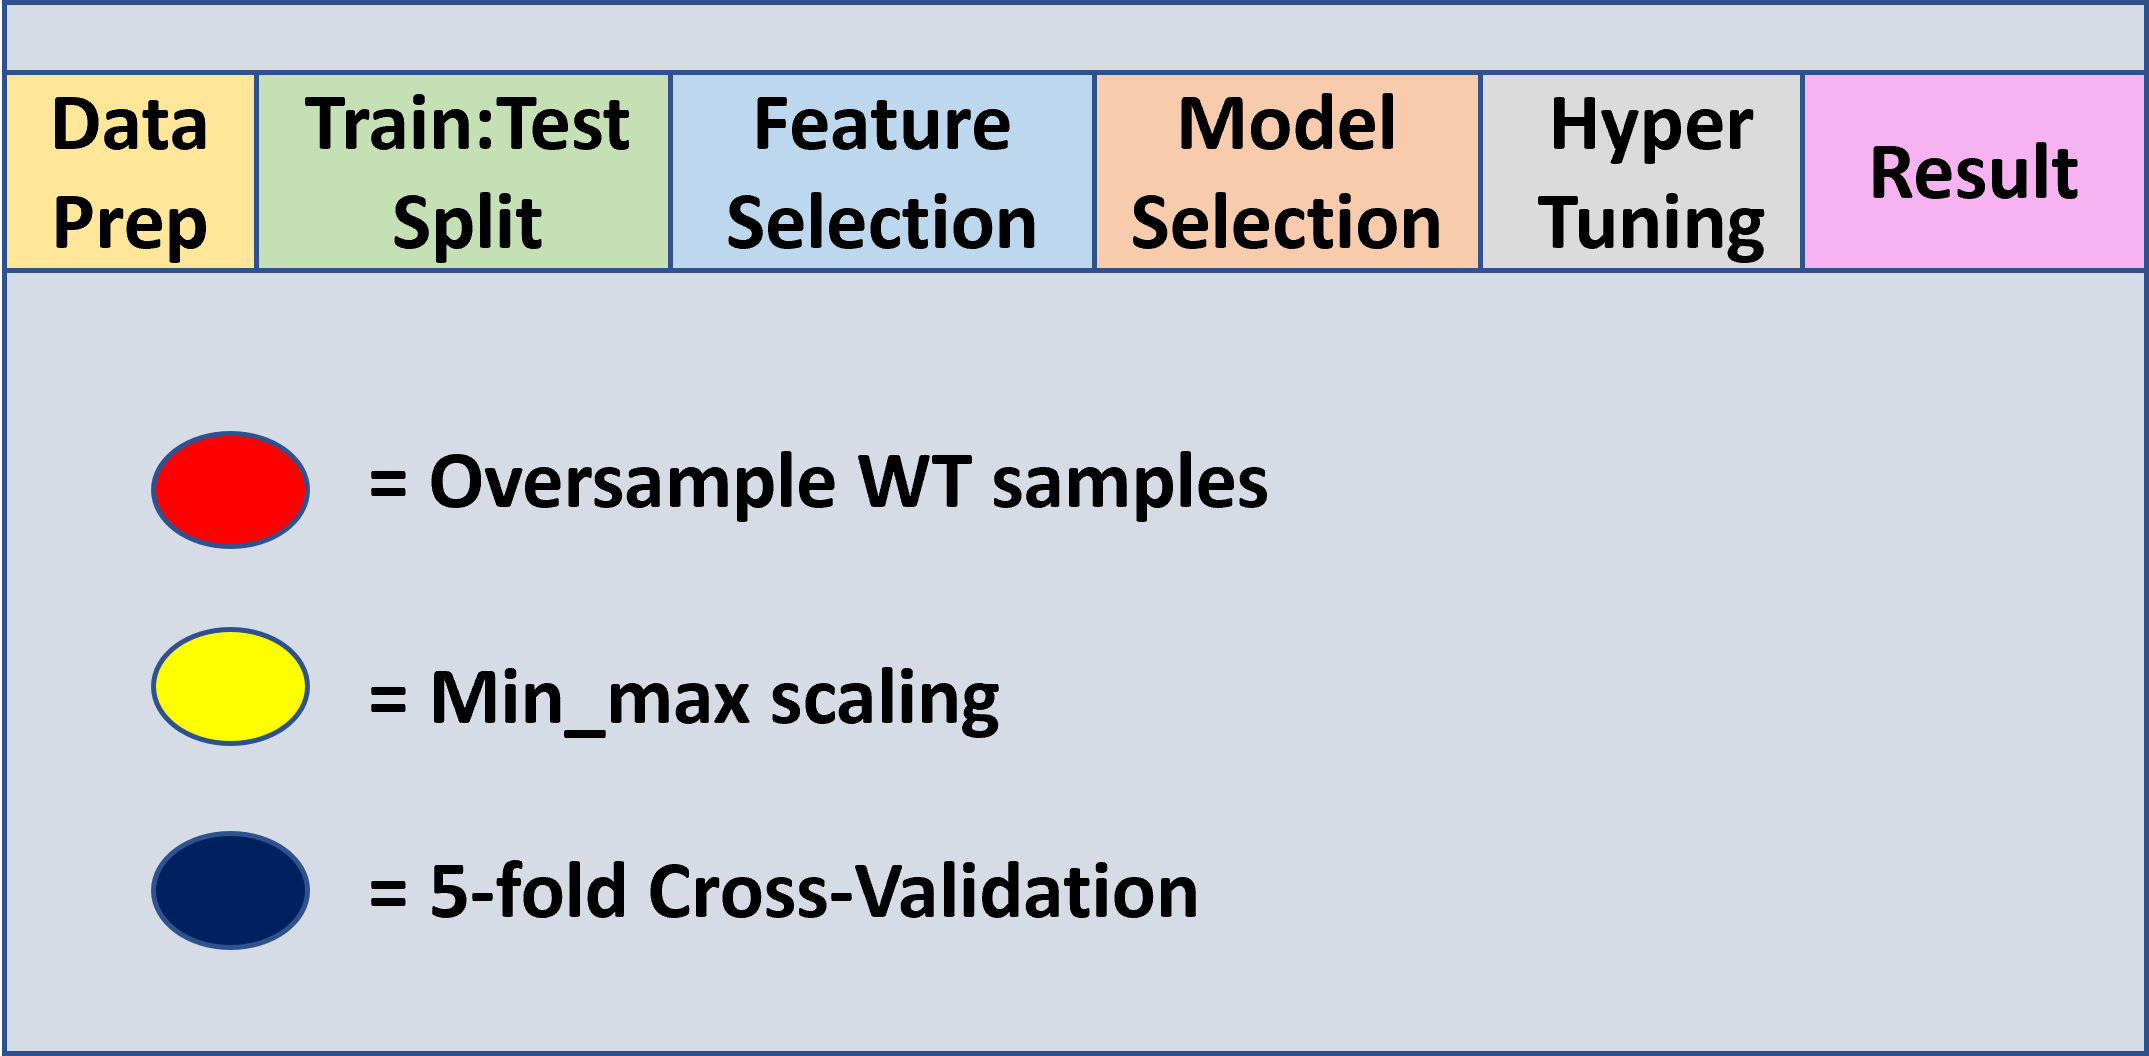 Data
Prep
Train:Test
Split
Feature
Selection
Model
Selection
Hyper
Tuning
Result
= Oversample WT samples
= Min_max scaling
= 5-fold Cross-Validation